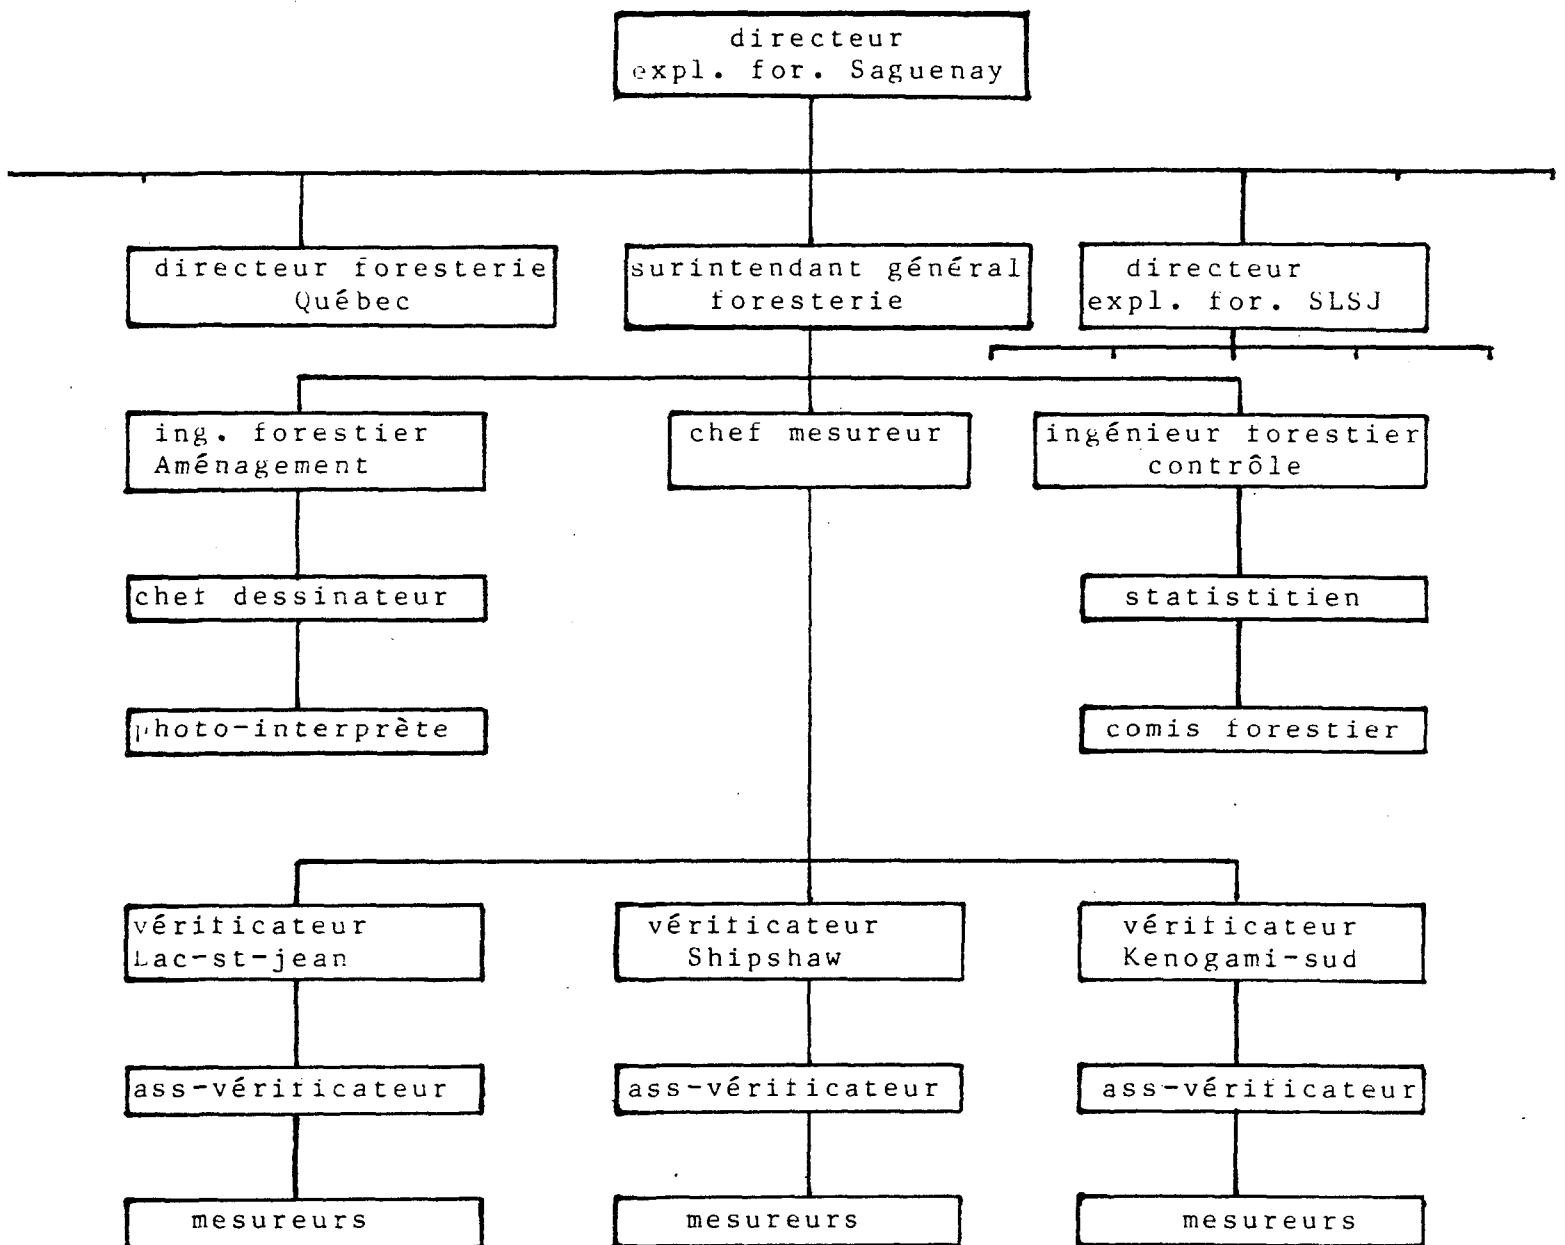 directeur
expl. for. Saguenay
directeur foresterie
Québec
surintendant général
foresterie
directeur
expl. for. SLSJ
ing. forestier
Aménagement
chef mesureur
ingénieur forestier
contrôle
chef dessinateur
statistitien
photo-interprète
comis forestier
vérificateur
Lac-st-jean
vérificateur
Shipshaw
vérificateur
Kenogami-sud
ass-vérificateur
ass-vérificateur
ass-vérificateur
mesureurs
mesureurs
mesureurs